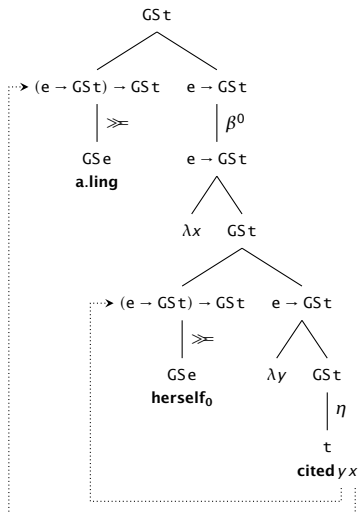 GSt
(e → GSt) → GSt e → GSt
≫= β⁰
GSe e → GSt
a.ling
λx GSt
(e → GSt) → GSt e → GSt
≫=
GSe λy GSt
herself₀
η
t
cited y x